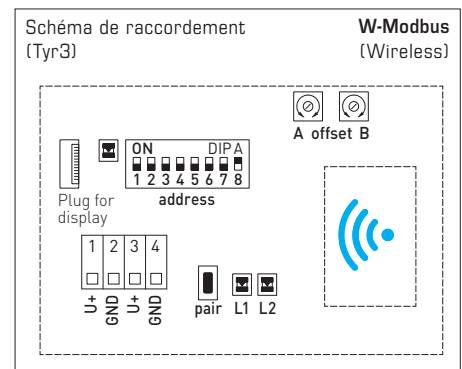 Schéma de raccordement
(Tyr3)
W-Modbus
(Wireless)
A offset B
ON DIP A
1 2 3 4 5 6 7 8
address
Plug for
display
1 2 3 4
U+ GND U+ GND
pair L1 L2